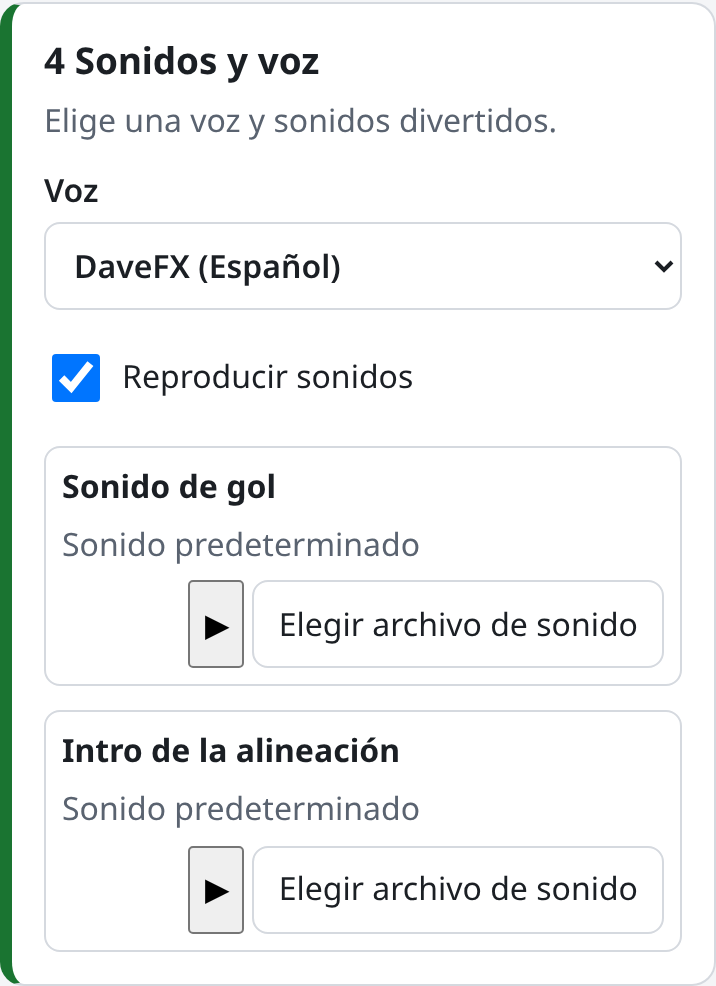 4 Sonidos y voz
Elige una voz y sonidos divertidos.
Voz
DaveFX (Español)
Reproducir sonidos
Sonido de gol
Sonido predeterminado
▶ Elegir archivo de sonido
Intro de la alineación
Sonido predeterminado
▶ Elegir archivo de sonido